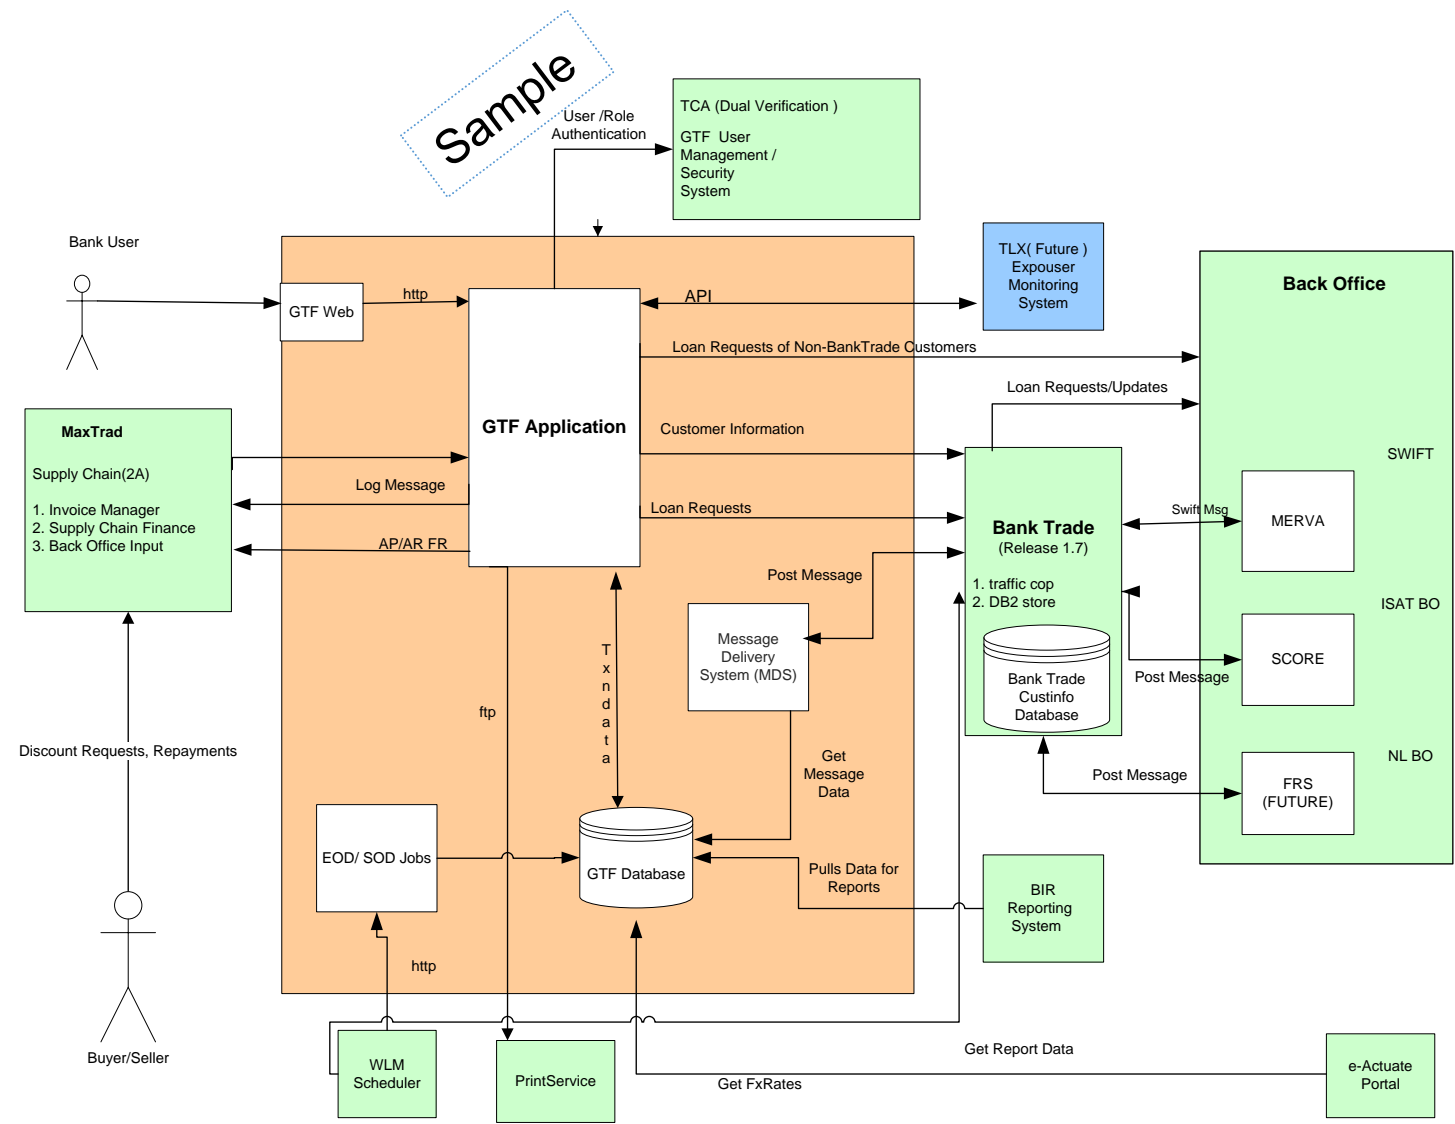 Sample
User /Role
Authentication
TCA (Dual Verification )
GTF User
Management /
Security
System
Bank User
TLX( Future )
Expouser
Monitoring
System
Back Office
GTF Web
http
API
Loan Requests of Non-BankTrade Customers
Loan Requests/Updates
GTF Application
Customer Information
MaxTrad
Supply Chain(2A)
1. Invoice Manager
2. Supply Chain Finance
3. Back Office Input
Log Message
AP/AR FR
Loan Requests
SWIFT
Swift Msg
MERVA
Bank Trade
(Release 1.7)
1. traffic cop
2. DB2 store
Bank Trade
Custinfo
Database
Post Message
Message
Delivery
System (MDS)
ISAT BO
SCORE
Post Message
Txndata
ftp
Discount Requests, Repayments
Get
Message
Data
Post Message
NL BO
FRS
(FUTURE)
EOD/ SOD Jobs
GTF Database
Pulls Data for
Reports
BIR
Reporting
System
http
Buyer/Seller
WLM
Scheduler
PrintService
Get FxRates
Get Report Data
e-Actuate
Portal